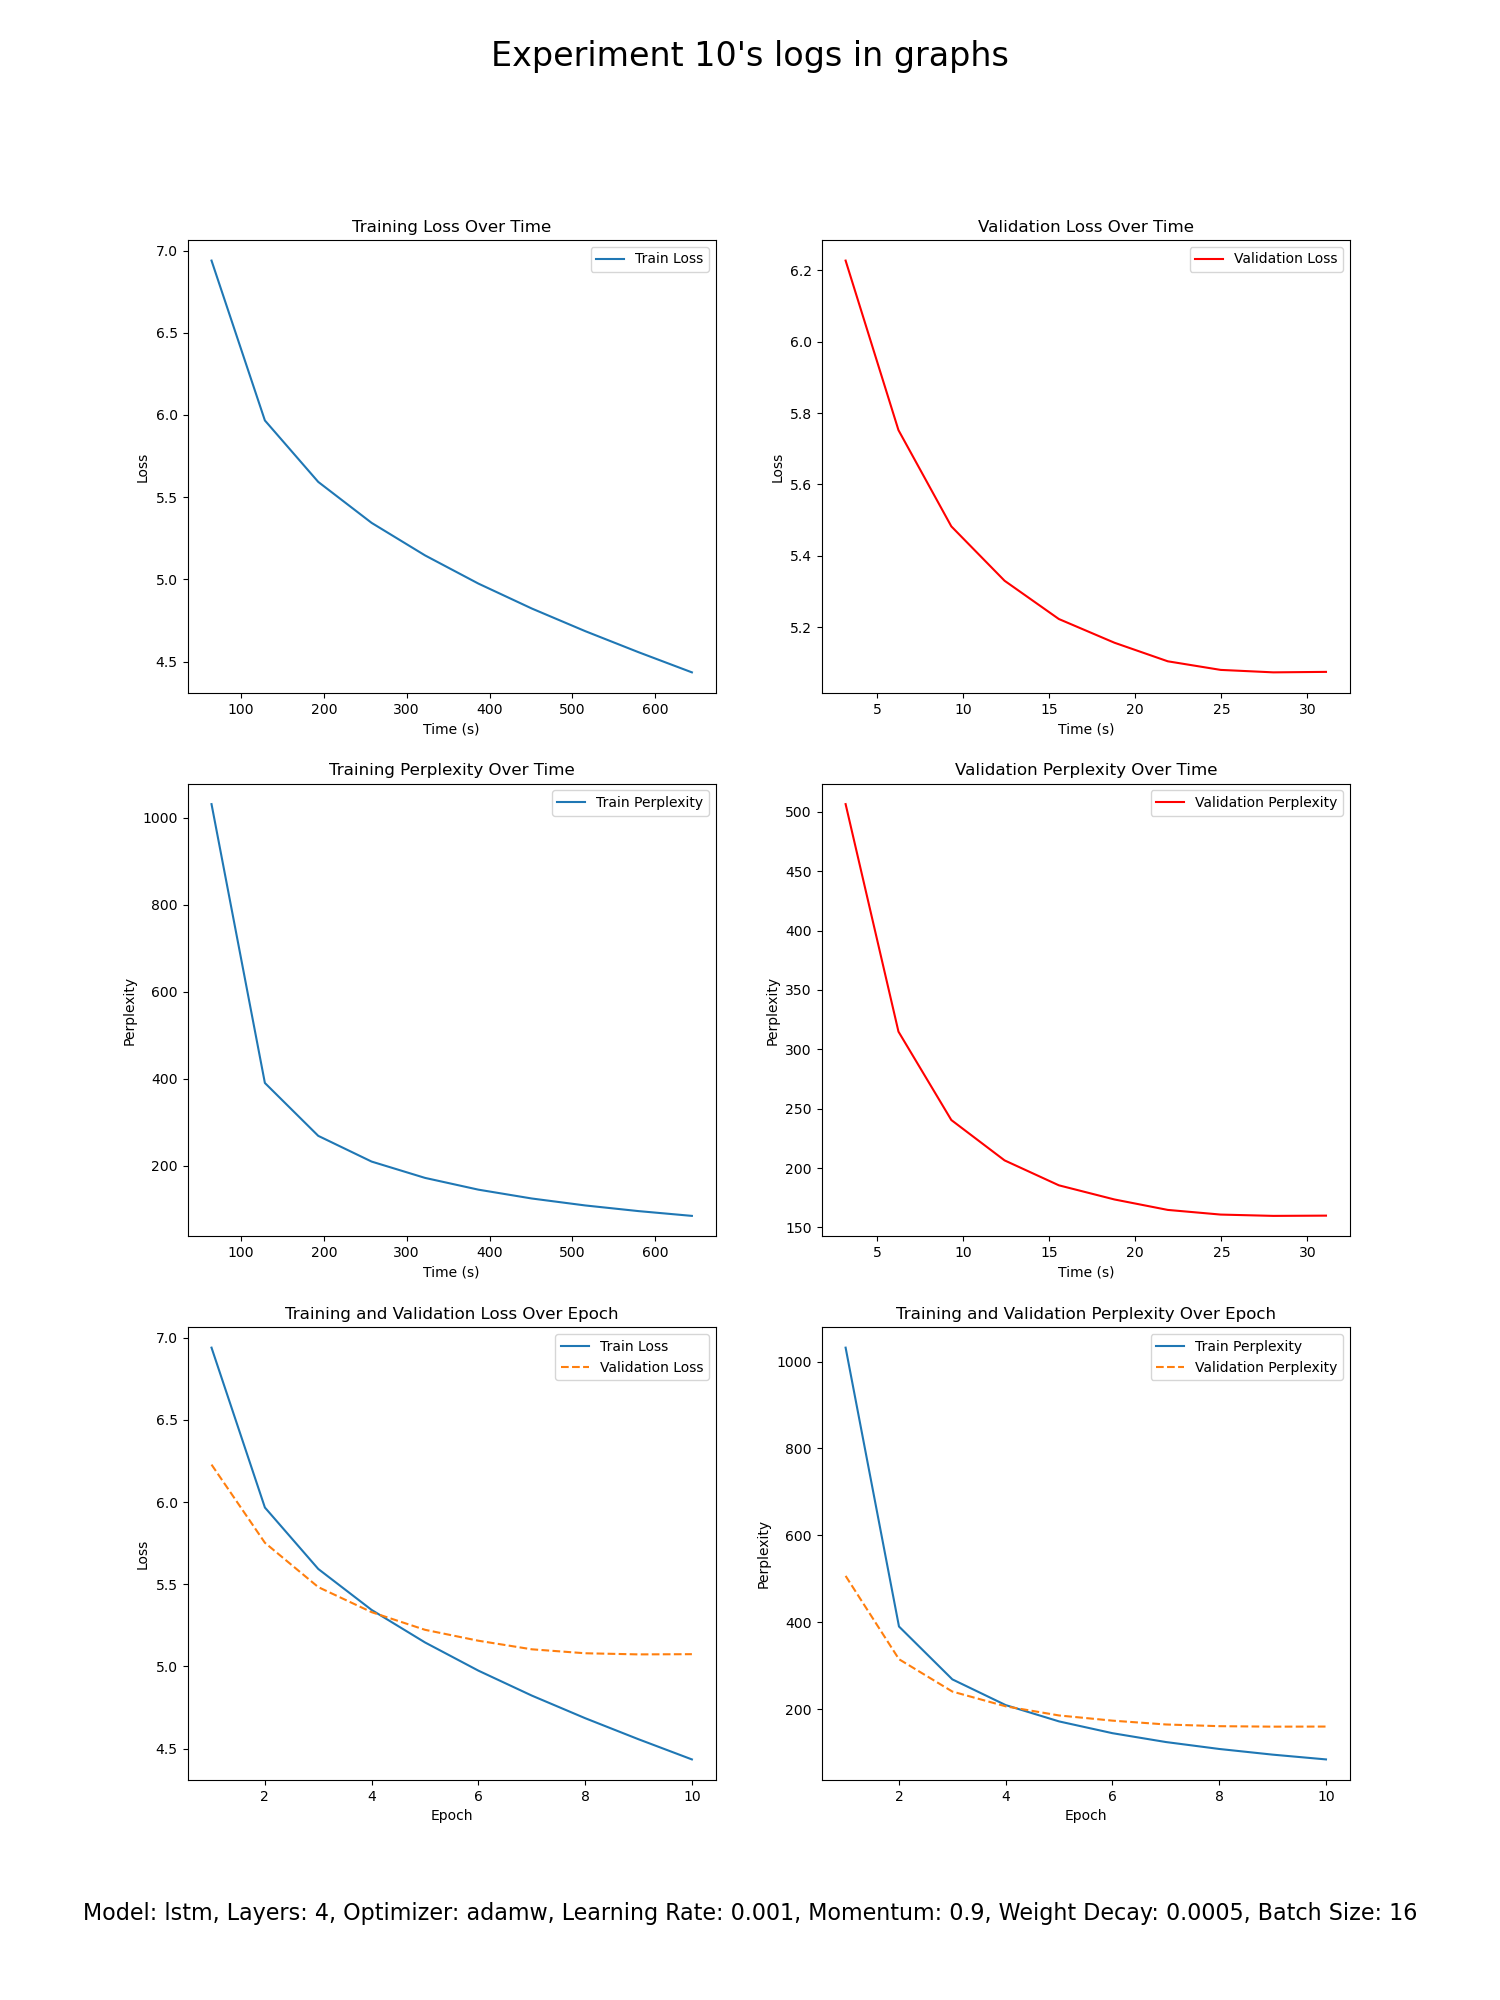 Experiment 10's logs in graphs
Training Loss Over Time
Train Loss
7.0
6.5
6.0
5.5
5.0
4.5
Loss
100 200 300 400 500 600
Time (s)
Validation Loss Over Time
Validation Loss
6.2
6.0
5.8
5.6
5.4
5.2
Loss
5 10 15 20 25 30
Time (s)
Training Perplexity Over Time
Train Perplexity
1000
800
600
400
200
Perplexity
100 200 300 400 500 600
Time (s)
Validation Perplexity Over Time
Validation Perplexity
500
450
400
350
300
250
200
150
Perplexity
5 10 15 20 25 30
Time (s)
Training and Validation Loss Over Epoch
Train Loss
Validation Loss
7.0
6.5
6.0
5.5
5.0
4.5
Loss
2 4 6 8 10
Epoch
Training and Validation Perplexity Over Epoch
Train Perplexity
Validation Perplexity
1000
800
600
400
200
Perplexity
2 4 6 8 10
Epoch
Model: lstm, Layers: 4, Optimizer: adamw, Learning Rate: 0.001, Momentum: 0.9, Weight Decay: 0.0005, Batch Size: 16